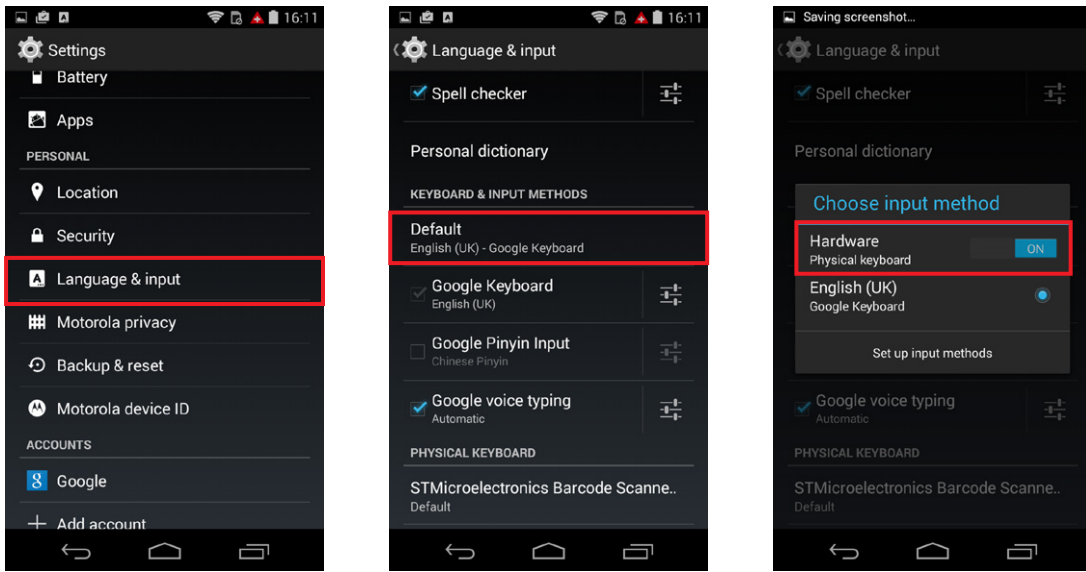 16:11
Settings
Battery
Apps
PERSONAL
Location
Security
A Language & input
Motorola privacy
Backup & reset
Motorola device ID
ACCOUNTS
8 Google
Add account
16:11
Language & input
Spell checker
Personal dictionary
KEYBOARD & INPUT METHODS
Default
English (UK) - Google Keyboard
Google Keyboard
English (UK)
Google Pinyin Input
Chinese Pinyin
Google voice typing
Automatic
PHYSICAL KEYBOARD
STMicroelectronics Barcode Scanne..
Default
Saving screenshot...
Language & input
Spell checker
Personal dictionary
Choose input method
Hardware
ON
Physical keyboard
English (UK)
Google Keyboard
Set up input methods
Google voice typing
Automatic
PHYSICAL KEYBOARD
STMicroelectronics Barcode Scanne..
Default